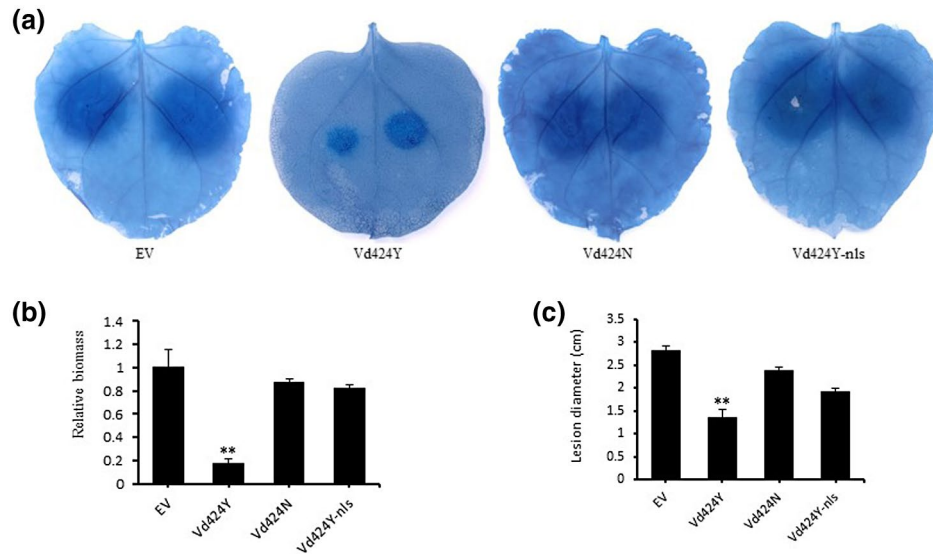 (a)
EV
Vd424Y
Vd424N
Vd424Y-nls
(b)
Relative biomass
1.4
1.2
1
0.8
0.6
0.4
0.2
0
**
EV
Vd424Y
Vd424N
Vd424Y-nls
(c)
Lesion diameter (cm)
3.5
3
2.5
2
1.5
1
0.5
0
**
EV
Vd424Y
Vd424N
Vd424Y-nls